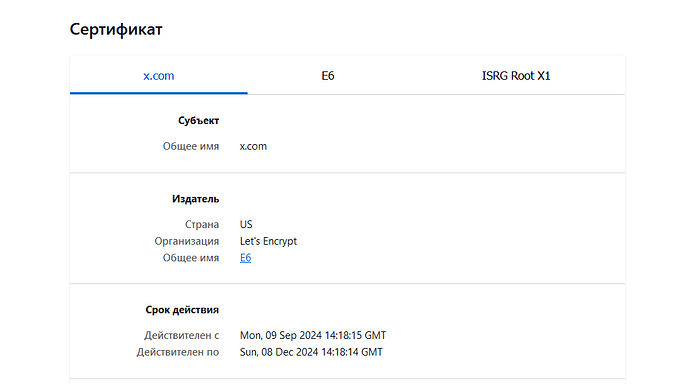 Сертификат
x.com E6 ISRG Root X1
Субъект
Общее имя x.com
Издатель
Страна US
Организация Let's Encrypt
Общее имя E6
Срок действия
Действителен с Mon, 09 Sep 2024 14:18:15 GMT
Действителен по Sun, 08 Dec 2024 14:18:14 GMT